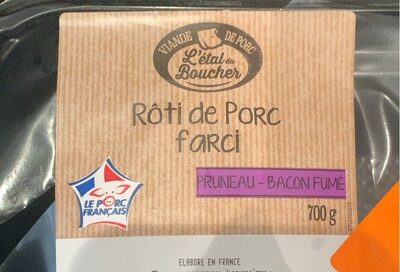 VIANDE DE PORC
L'étal du
Boucher
Rôti de Porc
farci
PRUNEAU - BACON FUMÉ
LE PORC
FRANÇAIS
700 g
ELABORE EN FRANCE